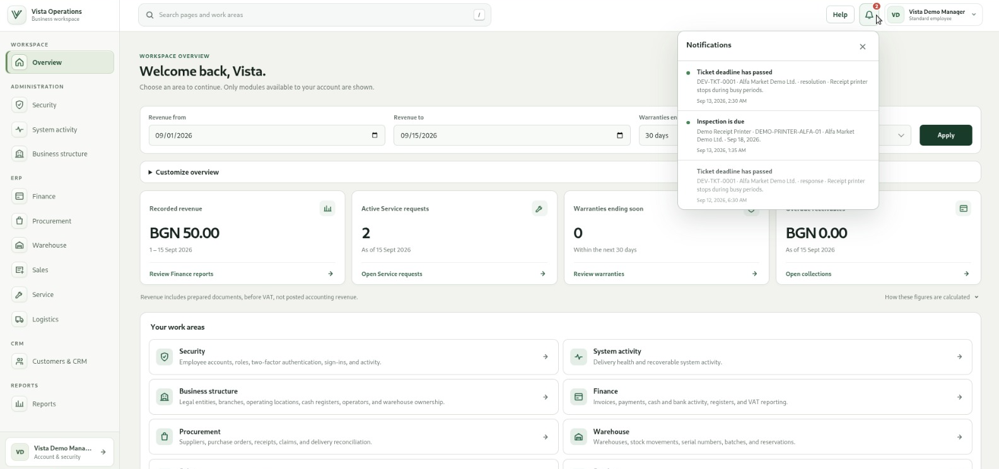 Vista Operations
Business workspace
Search pages and work areas
/
Help
2
VD
Vista Demo Manager
Standard employee
WORKSPACE
Overview
ADMINISTRATION
Security
System activity
Business structure
ERP
Finance
Procurement
Warehouse
Sales
Service
Logistics
CRM
Customers & CRM
REPORTS
Reports
VD
Vista Demo Mana...
Account & security
WORKSPACE OVERVIEW
Welcome back, Vista.
Choose an area to continue. Only modules available to your account are shown.
Notifications
Ticket deadline has passed
DEV-TKT-0001 · Alfa Market Demo Ltd. · resolution · Receipt printer
stops during busy periods.
Sep 13, 2026, 2:30 AM
Inspection is due
Demo Receipt Printer · DEMO-PRINTER-ALFA-01 · Alfa Market
Demo Ltd. · Sep 18, 2026.
Sep 13, 2026, 1:35 AM
Ticket deadline has passed
DEV-TKT-0001 · Alfa Market Demo Ltd. · response · Receipt printer
stops during busy periods.
Sep 12, 2026, 6:30 AM
Revenue from
09/01/2026
Revenue to
09/15/2026
Warranties en
30 days
Apply
Customize overview
Recorded revenue
BGN 50.00
1 – 15 Sept 2026
Review Finance reports
Active Service requests
2
As of 15 Sept 2026
Open Service requests
Warranties ending soon
0
Within the next 30 days
Review warranties
BGN 0.00
As of 15 Sept 2026
Open collections
Revenue includes prepared documents, before VAT, not posted accounting revenue.
How these figures are calculated
Your work areas
Security
Employee accounts, roles, two-factor authentication, sign-ins, and activity.
System activity
Delivery health and recoverable system activity.
Business structure
Legal entities, branches, operating locations, cash registers, operators, and warehouse ownership.
Finance
Invoices, payments, cash and bank activity, registers, and VAT reporting.
Procurement
Suppliers, purchase orders, receipts, claims, and delivery reconciliation.
Warehouse
Warehouses, stock movements, serial numbers, batches, and reservations.